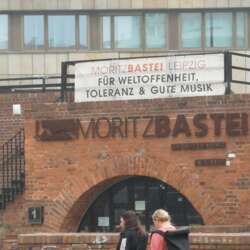 MORITZBASTEI LEIPZIG
FÜR WELTOFFENHEIT,
TOLERANZ & GUTE MUSIK
MORITZBASTEI